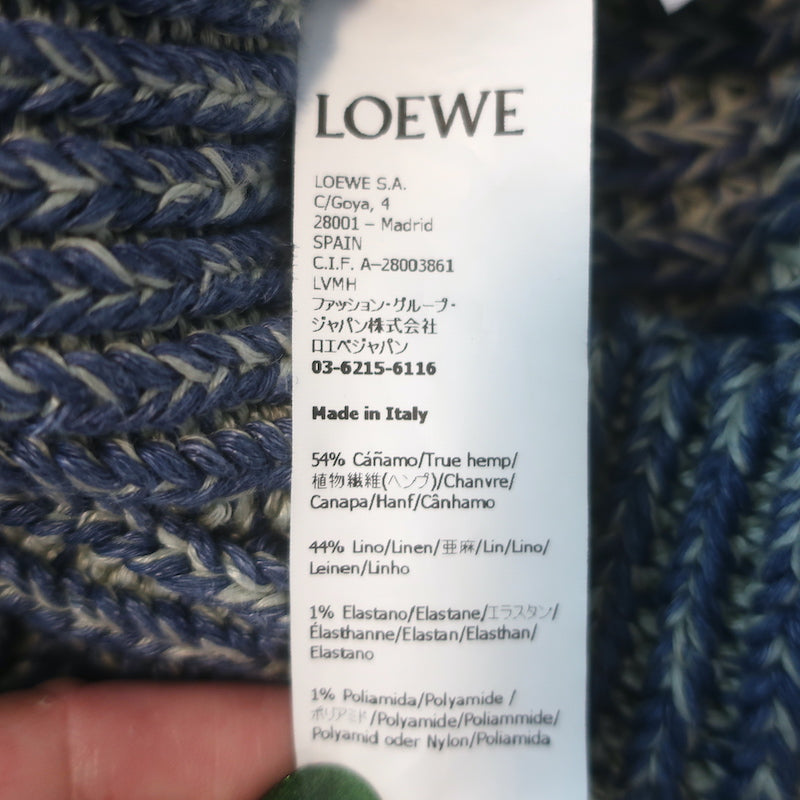 LOEWE
LOEWE S.A.
C/Goya, 4
28001 – Madrid
SPAIN
C.I.F. A–28003861
LVMH
ファッション・グループ・
ジャパン株式会社
ロエベジャパン
03-6215-6116
Made in Italy
54% Cáñamo/True hemp/
植物繊維(ヘンプ)/Chanvre/
Canapa/Hanf/Cânhamo
44% Lino/Linen/亜麻/Lin/Lino/
Leinen/Linho
1% Elastano/Elastane/エラスタン/
Élasthanne/Elastan/Elasthan/
Elastano
1% Poliamida/Polyamide /
ポリアミド/Polyamide/Poliammide/
Polyamid oder Nylon/Poliamida